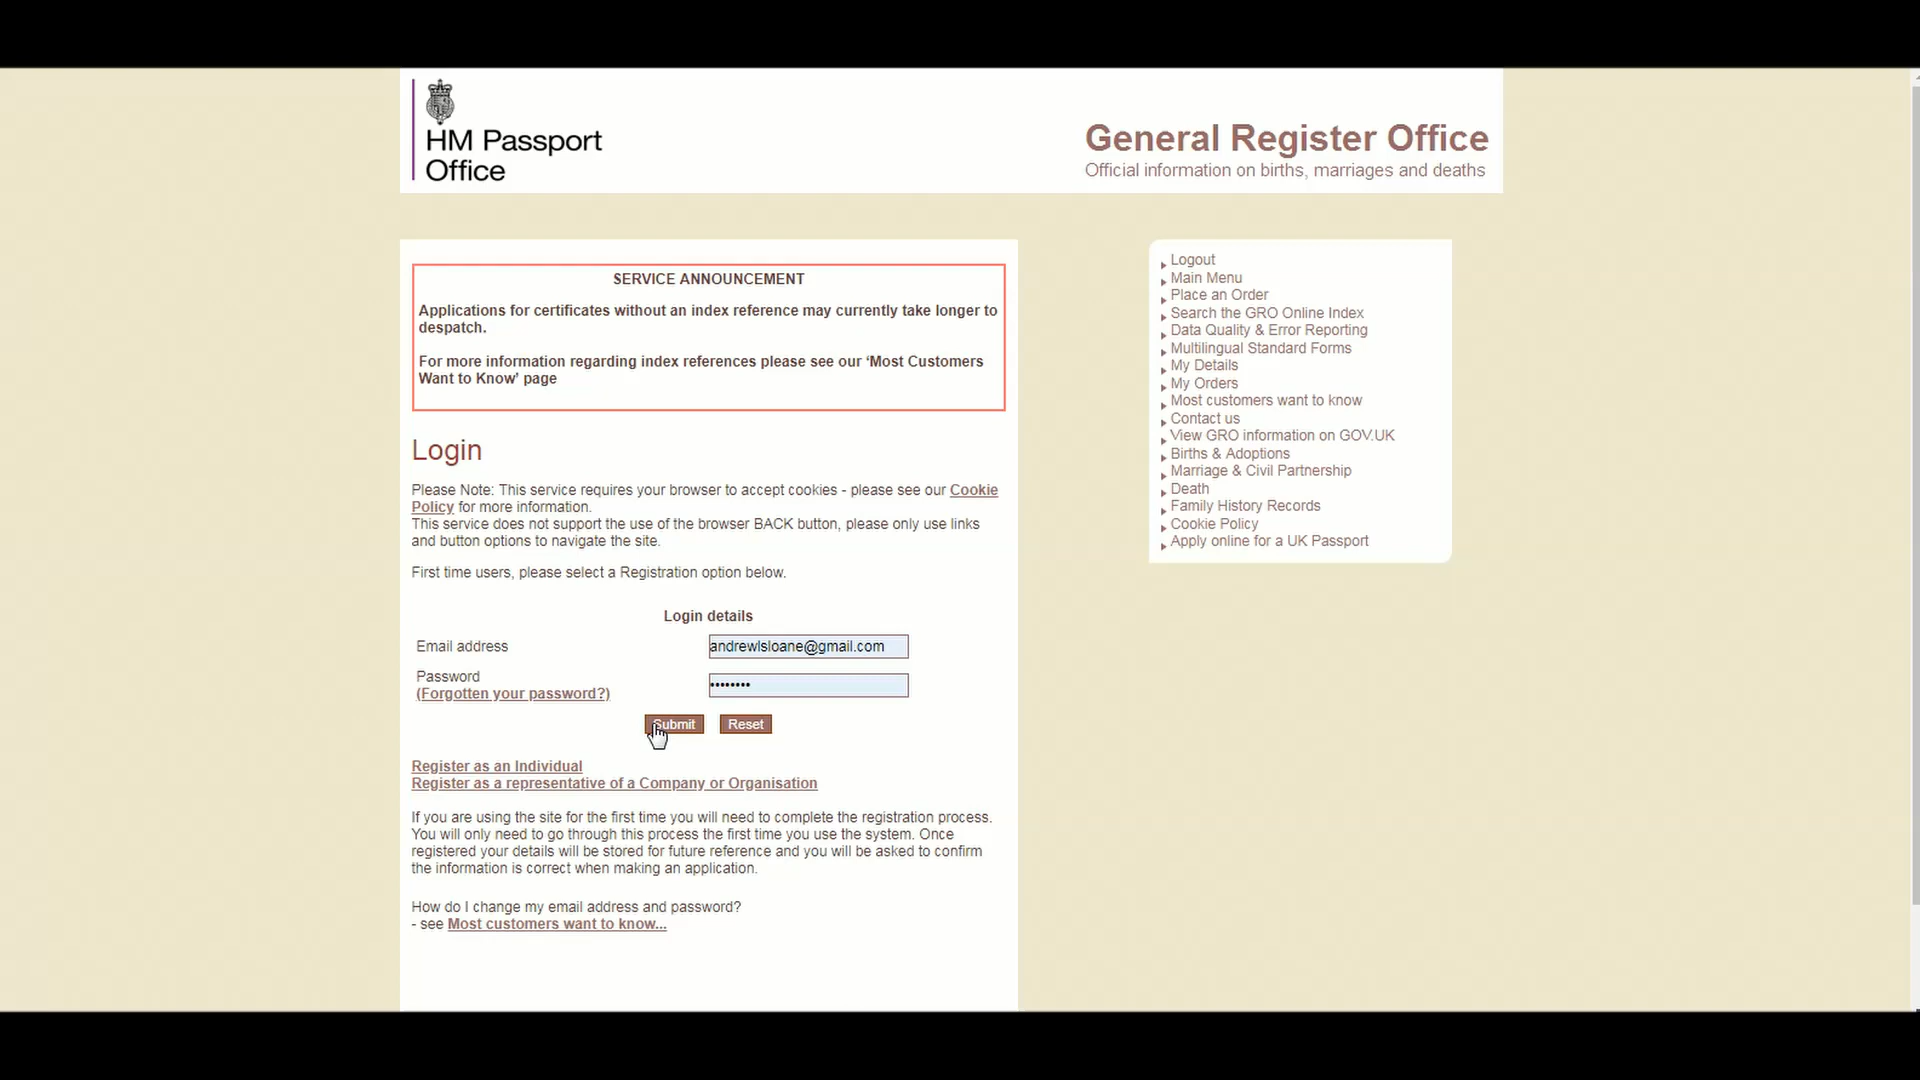 HM Passport
Office
General Register Office
Official information on births, marriages and deaths
SERVICE ANNOUNCEMENT
Applications for certificates without an index reference may currently take longer to
despatch.
For more information regarding index references please see our ‘Most Customers
Want to Know’ page
Login
Please Note: This service requires your browser to accept cookies - please see our Cookie
Policy for more information.
This service does not support the use of the browser BACK button, please only use links
and button options to navigate the site.
First time users, please select a Registration option below.
Login details
Email address
andrewlsloane@gmail.com
Password
••••••••
(Forgotten your password?)
Submit Reset
Register as an Individual
Register as a representative of a Company or Organisation
If you are using the site for the first time you will need to complete the registration process.
You will only need to go through this process the first time you use the system. Once
registered your details will be stored for future reference and you will be asked to confirm
the information is correct when making an application.
How do I change my email address and password?
- see Most customers want to know...
Logout
Main Menu
Place an Order
Search the GRO Online Index
Data Quality & Error Reporting
Multilingual Standard Forms
My Details
My Orders
Most customers want to know
Contact us
View GRO information on GOV.UK
Births & Adoptions
Marriage & Civil Partnership
Death
Family History Records
Cookie Policy
Apply online for a UK Passport